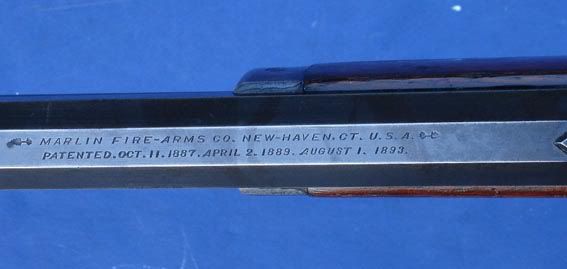 MARLIN FIRE-ARMS CO. NEW-HAVEN. CT. U.S.A.
PATENTED. OCT. 11. 1887. APRIL 2. 1889. AUGUST 1. 1893.